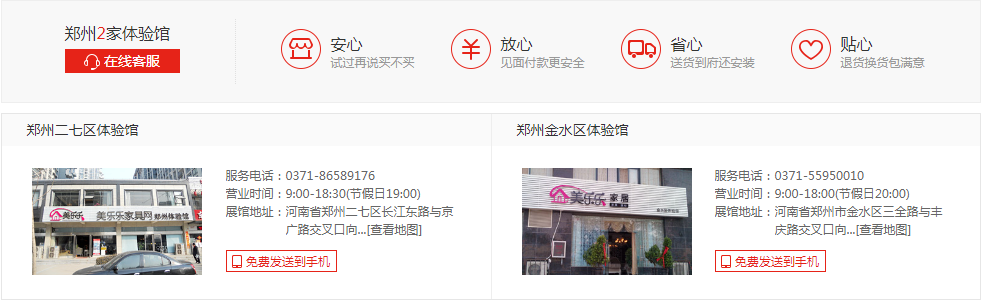 郑州2家体验馆
在线客服
安心
试过再说买不买
放心
见面付款更安全
省心
送货到府还安装
贴心
退货换货包满意
郑州二七区体验馆
美乐乐 美乐乐家具网郑州体验馆
服务电话：0371-86589176
营业时间：9:00-18:30(节假日19:00)
展馆地址：河南省郑州二七区长江东路与京
广路交叉口向...[查看地图]
免费发送到手机
郑州金水区体验馆
美乐乐家居
服务电话：0371-55950010
营业时间：9:00-18:00(节假日20:00)
展馆地址：河南省郑州市金水区三全路与丰
庆路交叉口向...[查看地图]
免费发送到手机